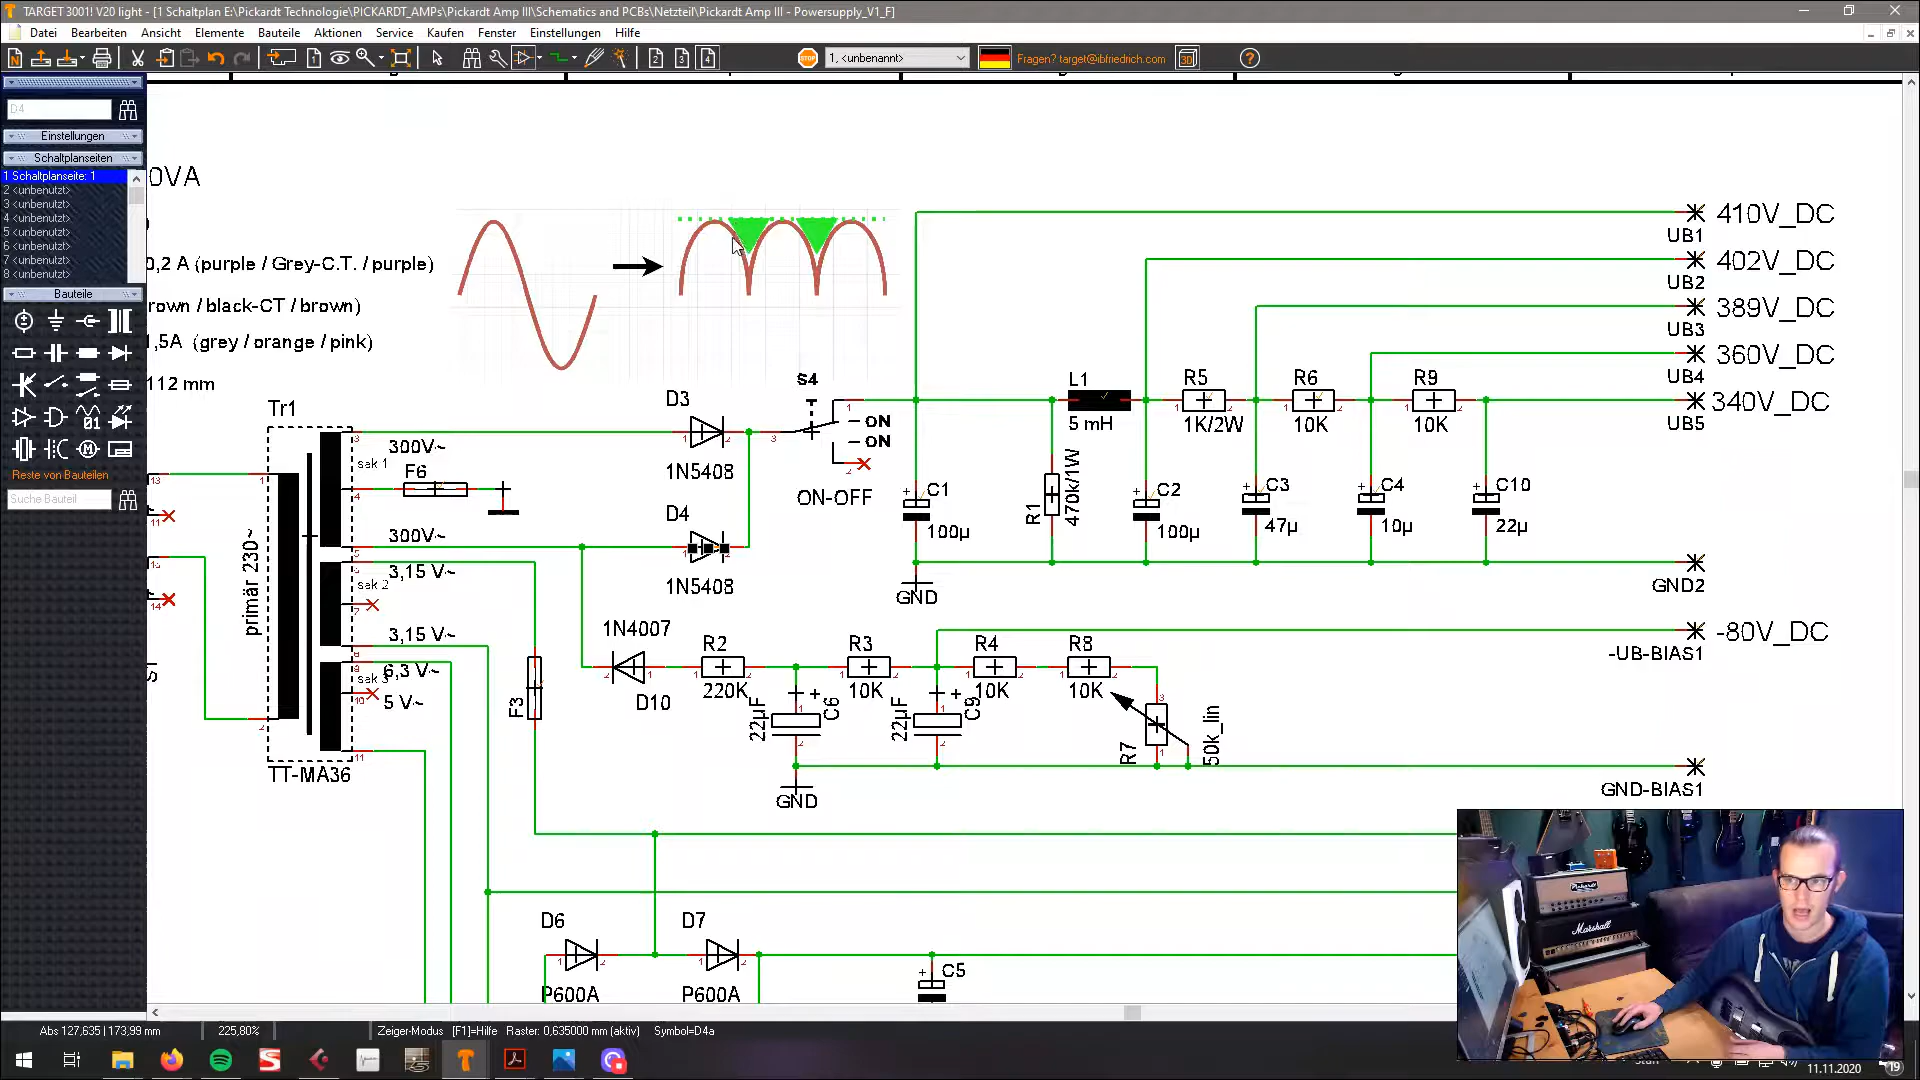 TARGET 3001! V20 light - [1 Schaltplan E:\Pickardt Technologie\PICKARDT_AMPs\Pickardt Amp III\Schematics and PCBs\Netzteil\Pickardt Amp III - Powersupply_V1_F]
Datei Bearbeiten Ansicht Elemente Bauteile Aktionen Service Kaufen Fenster Einstellungen Hilfe
1, <unbenannt>
Fragen? target@ibfriedrich.com
D4
Einstellungen
Schaltplanseiten
1 Schaltplanseite: 1
2 <unbenutzt>
3 <unbenutzt>
4 <unbenutzt>
5 <unbenutzt>
6 <unbenutzt>
7 <unbenutzt>
8 <unbenutzt>
Bauteile
Reste von Bauteilen
Suche Bauteil
0VA
0,2 A (purple / Grey-C.T. / purple)
rown / black-CT / brown)
1,5A (grey / orange / pink)
112 mm
Tr1
primär 230~
TT-MA36
300V~
sek 1
F6
300V~
3,15 V~
sek 2
3,15 V~
6,3 V~
sek 3
5 V~
D3
1N5408
D4
1N5408
S4
ON
ON
ON-OFF
410V_DC
UB1
402V_DC
UB2
389V_DC
UB3
360V_DC
UB4
340V_DC
UB5
L1
5 mH
R5
1K/2W
R6
10K
R9
10K
C1
100µ
R1
470k/1W
C2
100µ
C3
47µ
C4
10µ
C10
22µ
GND
GND2
1N4007
D10
R2
220K
R3
10K
R4
10K
R8
10K
-80V_DC
-UB-BIAS1
22µF
C6
22µF
C9
R7
50k_lin
GND
GND-BIAS1
F3
D6
P600A
D7
P600A
C5
Marshall
Abs 127,635 | 173,99 mm
225,80%
Zeiger-Modus [F1]=Hilfe Raster: 0,635000 mm (aktiv) Symbol=D4a
11.11.2020
19